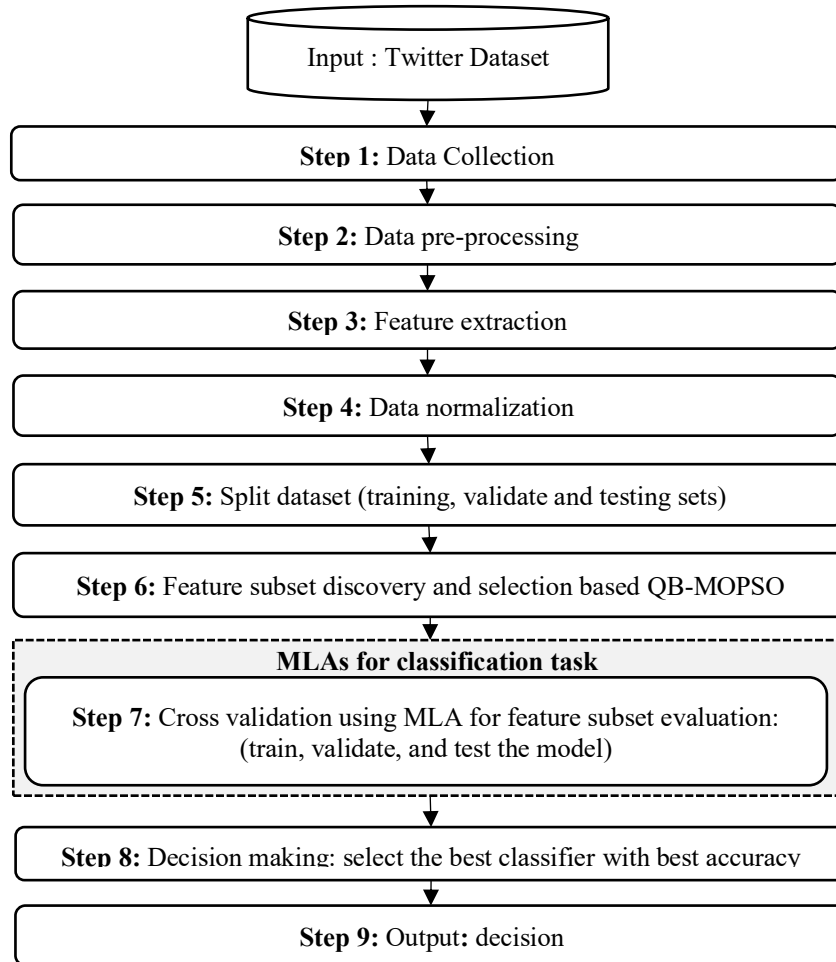 Input : Twitter Dataset
Step 1: Data Collection
Step 2: Data pre-processing
Step 3: Feature extraction
Step 4: Data normalization
Step 5: Split dataset (training, validate and testing sets)
Step 6: Feature subset discovery and selection based QB-MOPSO
MLAs for classification task
Step 7: Cross validation using MLA for feature subset evaluation:
(train, validate, and test the model)
Step 8: Decision making: select the best classifier with best accuracy
Step 9: Output: decision